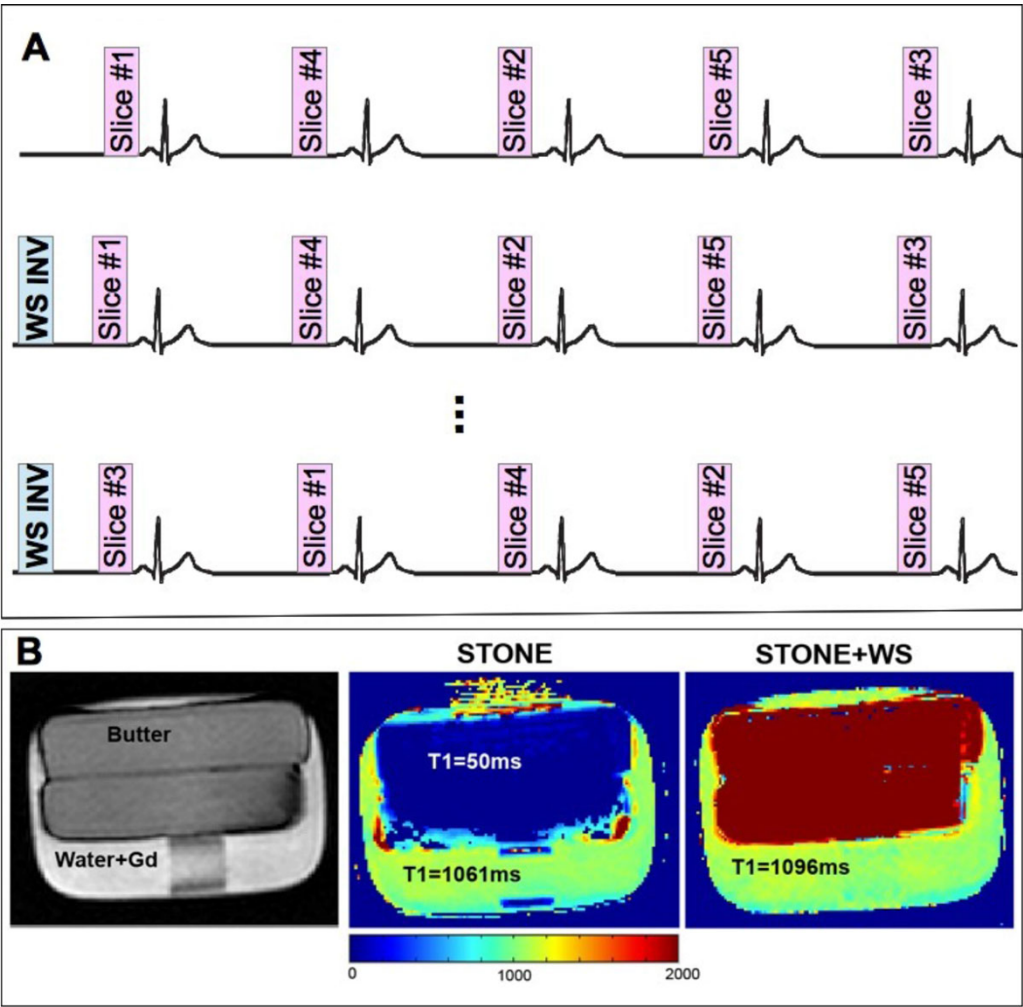 A
Slice #1
Slice #4
Slice #2
Slice #5
Slice #3
WS INV
Slice #1
Slice #4
Slice #2
Slice #5
Slice #3
WS INV
Slice #3
Slice #1
Slice #4
Slice #2
Slice #5
B
STONE
STONE+WS
Butter
Water+Gd
T1=50ms
T1=1061ms
T1=1096ms
0
1000
2000